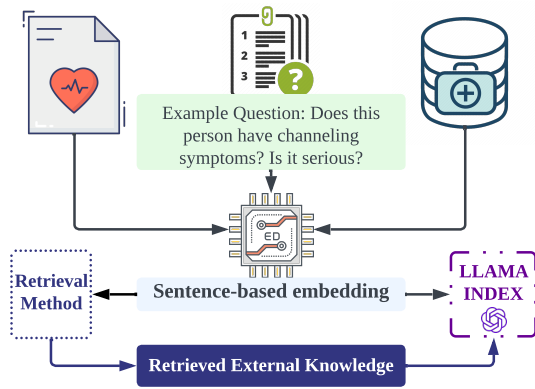 1
2
3
?
i
Example Question: Does this
person have channeling
symptoms? Is it serious?
ED
Retrieval
Method
Sentence-based embedding
LLAMA
INDEX
Retrieved External Knowledge